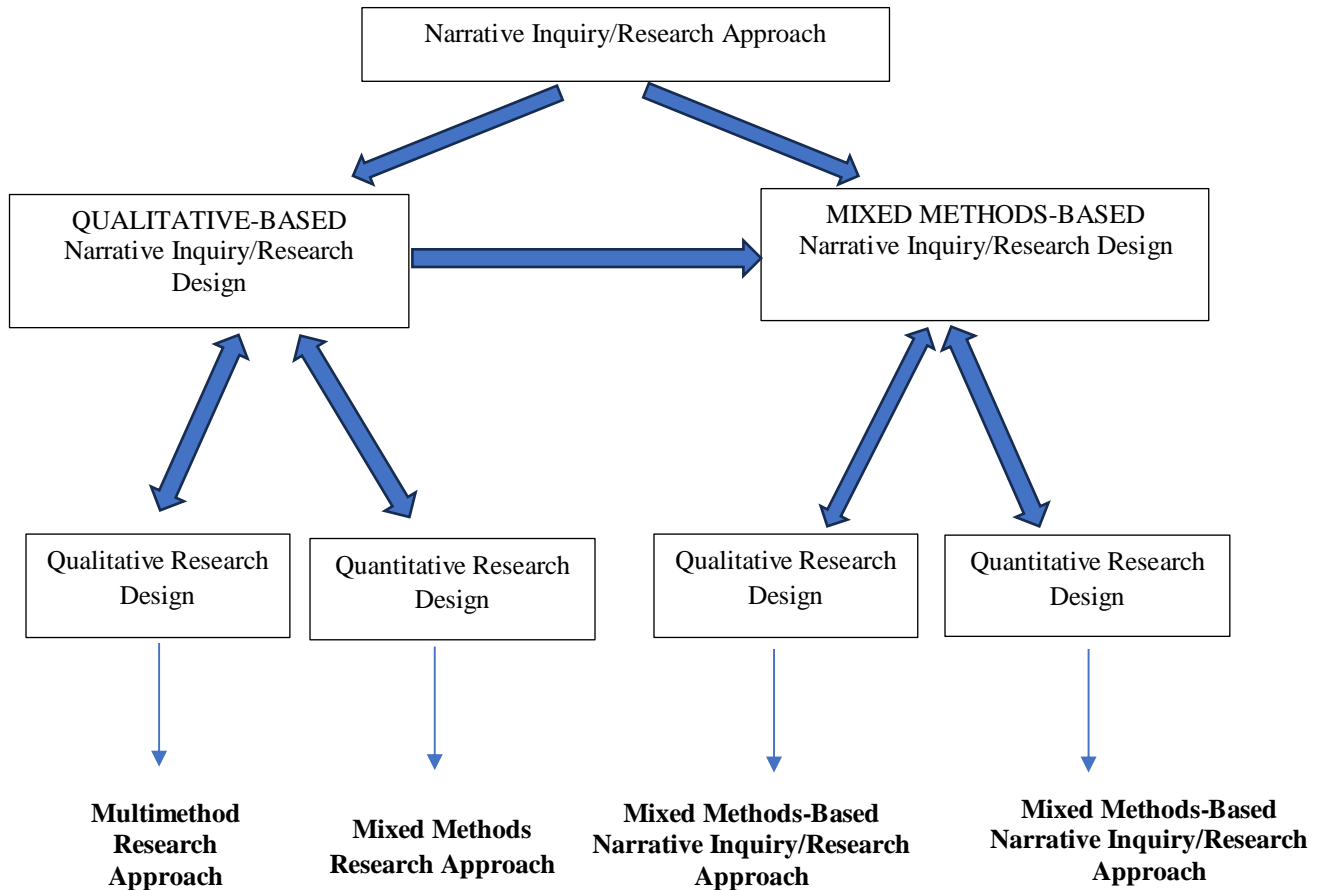 Narrative Inquiry/Research Approach
QUALITATIVE-BASED
Narrative Inquiry/Research
Design
MIXED METHODS-BASED
Narrative Inquiry/Research Design
Qualitative Research
Design
Quantitative Research
Design
Qualitative Research
Design
Quantitative Research
Design
Multimethod
Research
Approach
Mixed Methods
Research Approach
Mixed Methods-Based
Narrative Inquiry/Research
Approach
Mixed Methods-Based
Narrative Inquiry/Research
Approach